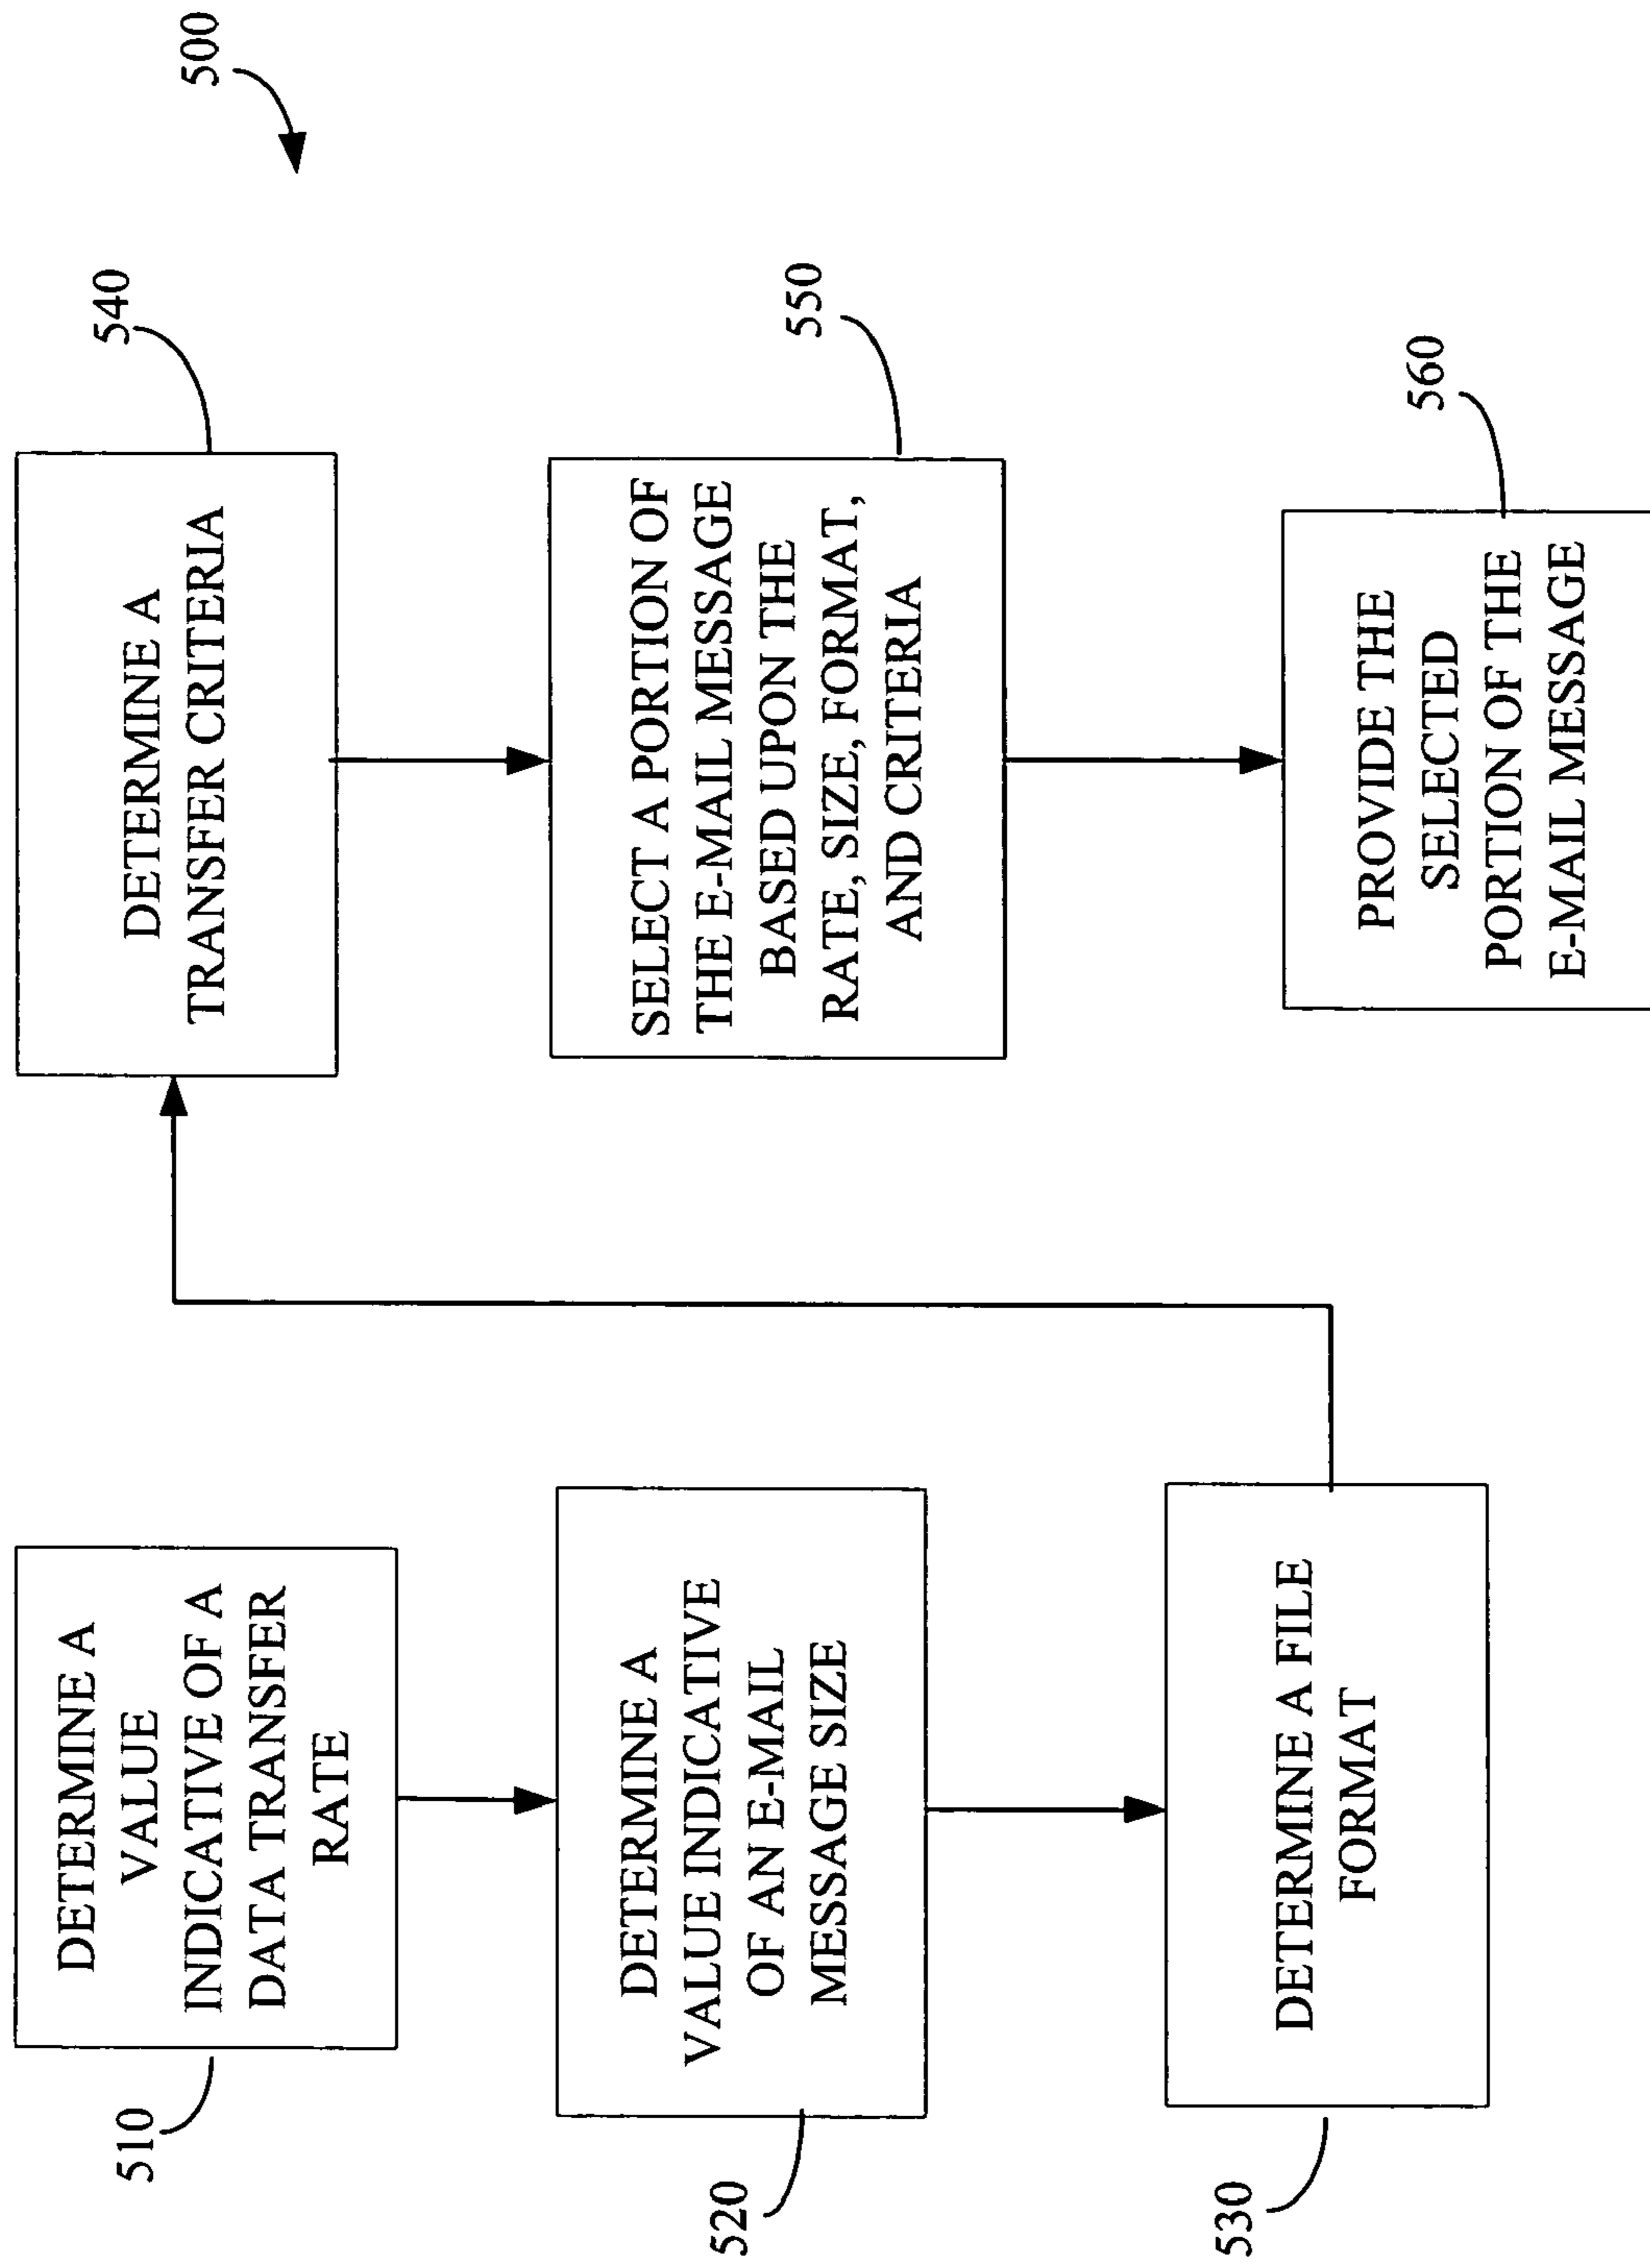 500
510
DETERMINE A
VALUE
INDICATIVE OF A
DATA TRANSFER
RATE
520
DETERMINE A
VALUE INDICATIVE
OF AN E-MAIL
MESSAGE SIZE
530
DETERMINE A FILE
FORMAT
540
DETERMINE A
TRANSFER CRITERIA
550
SELECT A PORTION OF
THE E-MAIL MESSAGE
BASED UPON THE
RATE, SIZE, FORMAT,
AND CRITERIA
560
PROVIDE THE
SELECTED
PORTION OF THE
E-MAIL MESSAGE